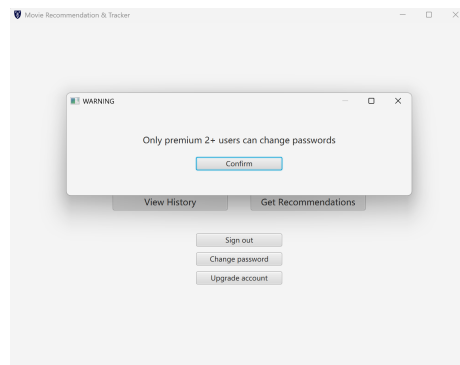 Movie Recommendation & Tracker
WARNING
Only premium 2+ users can change passwords
Confirm
View History
Get Recommendations
Sign out
Change password
Upgrade account